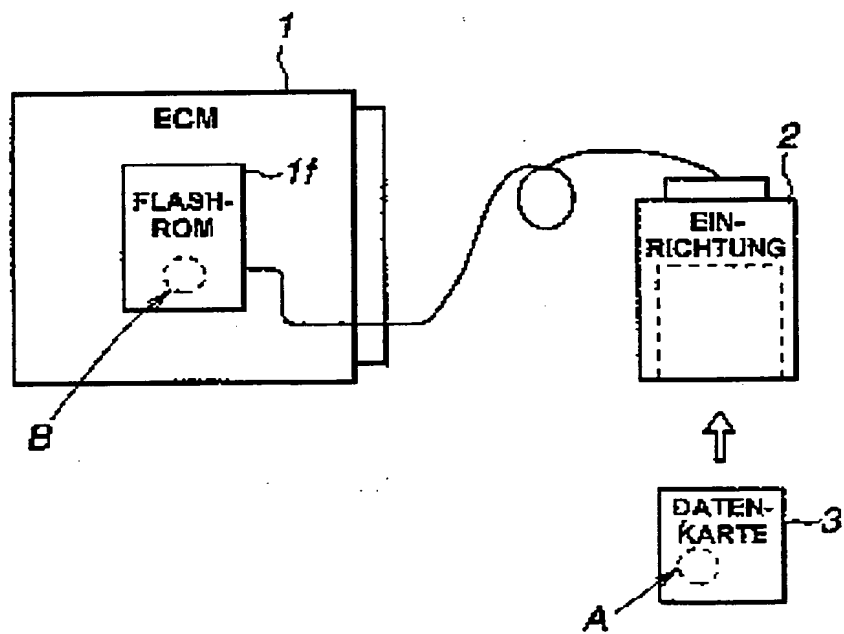 1
ECM
1f
FLASH-
ROM
B
2
EIN-
RICHTUNG
DATEN-
KARTE
3
A